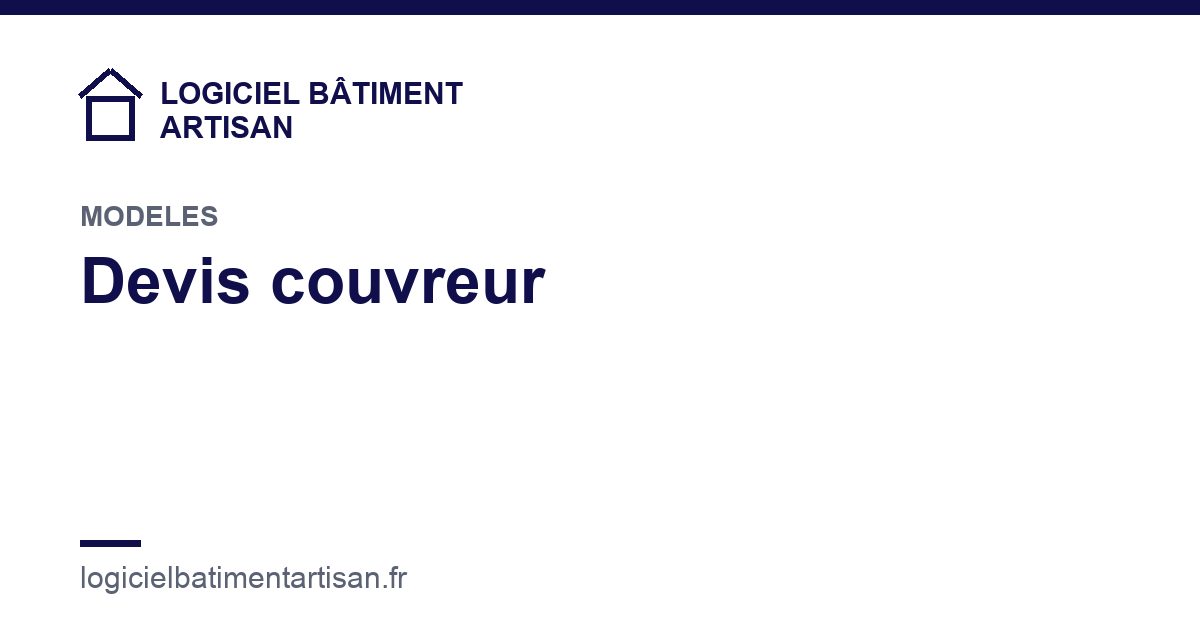 LOGICIEL BÂTIMENT
ARTISAN
MODELES
Devis couvreur
logicielbatimentartisan.fr